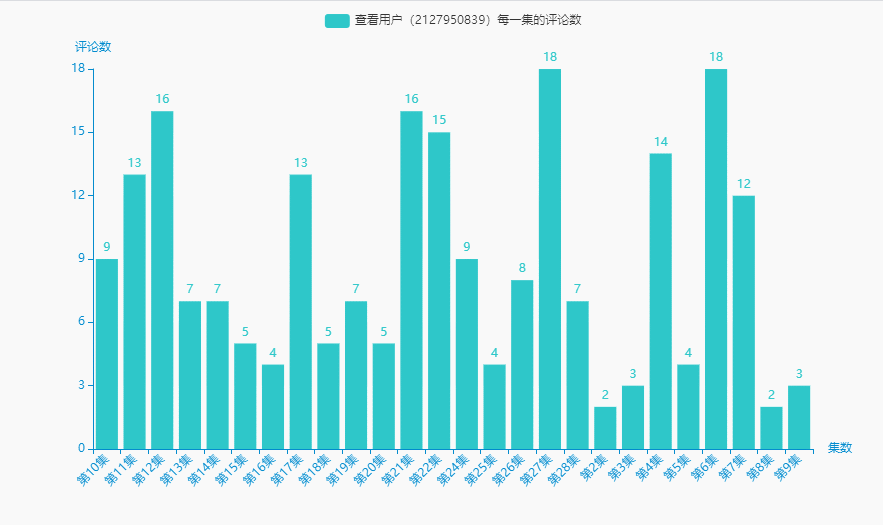 查看用户（2127950839）每一集的评论数
评论数
18
15
12
9
6
3
0
9
13
16
7
7
5
4
13
5
7
5
16
15
9
4
8
18
7
2
3
14
4
18
12
2
3
第10集
第11集
第12集
第13集
第14集
第15集
第16集
第17集
第18集
第19集
第20集
第21集
第22集
第24集
第25集
第26集
第27集
第28集
第2集
第3集
第4集
第5集
第6集
第7集
第8集
第9集
集数